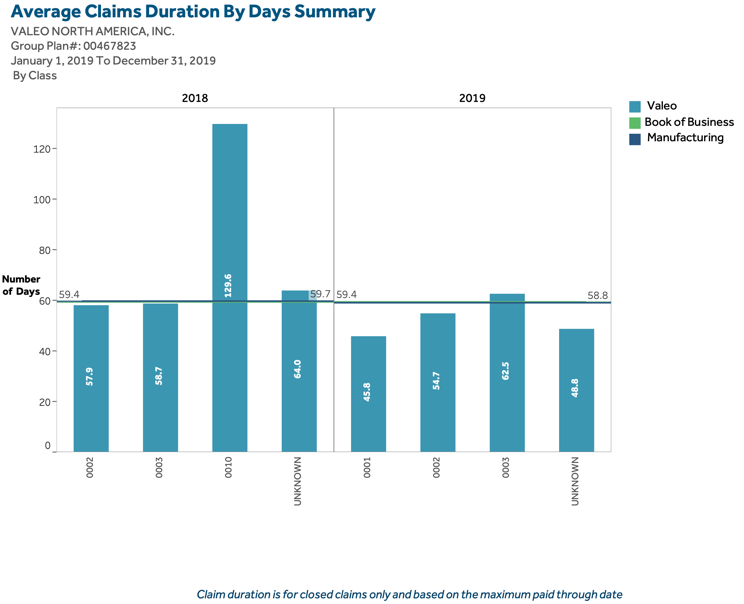 Average Claims Duration By Days Summary
VALEO NORTH AMERICA, INC.
Group Plan#: 00467823
January 1, 2019 To December 31, 2019
By Class
2018
2019
Valeo
Book of Business
Manufacturing
120
100
80
60
40
20
0
Number
of Days
59.4
59.7
59.4
58.8
57.9
58.7
129.6
64.0
45.8
54.7
62.5
48.8
0002
0003
0010
UNKNOWN
0001
0002
0003
UNKNOWN
Claim duration is for closed claims only and based on the maximum paid through date